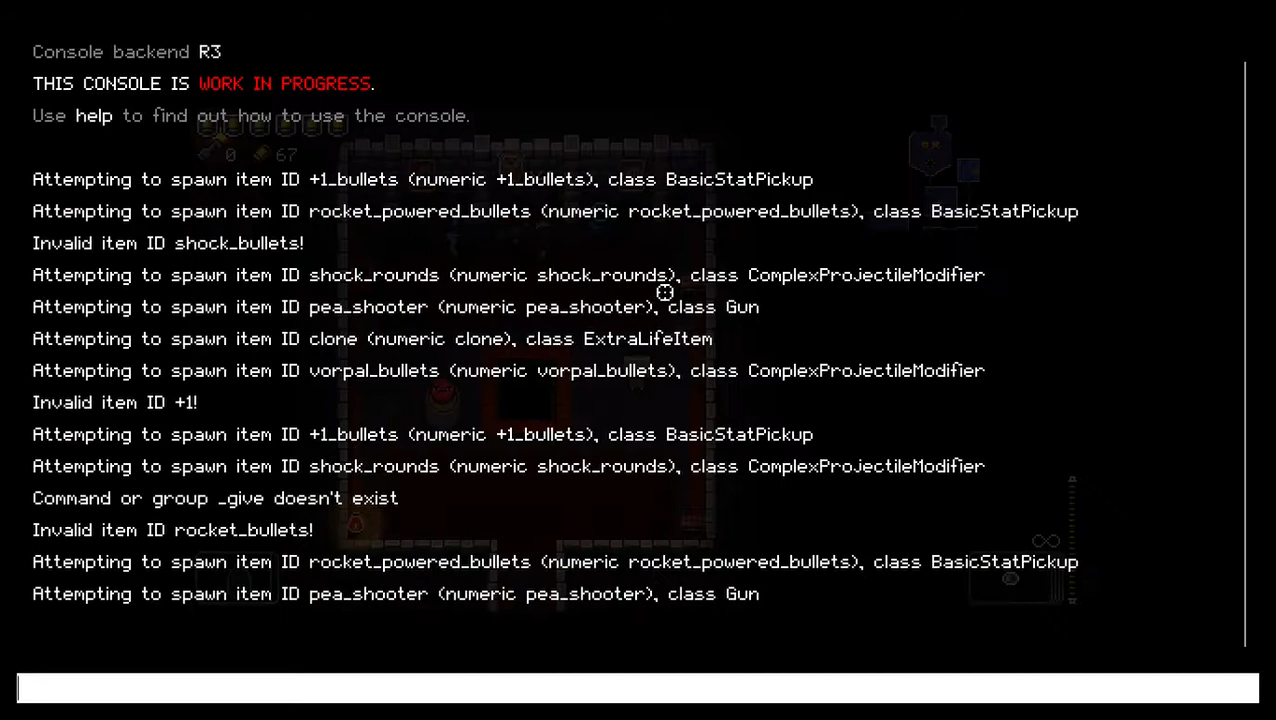 Console backend R3
THIS CONSOLE IS WORK IN PROGRESS.
Use help to find out how to use the console.
0 67
Attempting to spawn item ID +1_bullets (numeric +1_bullets), class BasicStatPickup
Attempting to spawn item ID rocket_powered_bullets (numeric rocket_powered_bullets), class BasicStatPickup
Invalid item ID shock_bullets!
Attempting to spawn item ID shock_rounds (numeric shock_rounds), class ComplexProjectileModifier
Attempting to spawn item ID pea_shooter (numeric pea_shooter), class Gun
Attempting to spawn item ID clone (numeric clone), class ExtraLifeItem
Attempting to spawn item ID vorpal_bullets (numeric vorpal_bullets), class ComplexProjectileModifier
Invalid item ID +1!
Attempting to spawn item ID +1_bullets (numeric +1_bullets), class BasicStatPickup
Attempting to spawn item ID shock_rounds (numeric shock_rounds), class ComplexProjectileModifier
Command or group _give doesn't exist
Invalid item ID rocket_bullets!
∞
Attempting to spawn item ID rocket_powered_bullets (numeric rocket_powered_bullets), class BasicStatPickup
Attempting to spawn item ID pea_shooter (numeric pea_shooter), class Gun